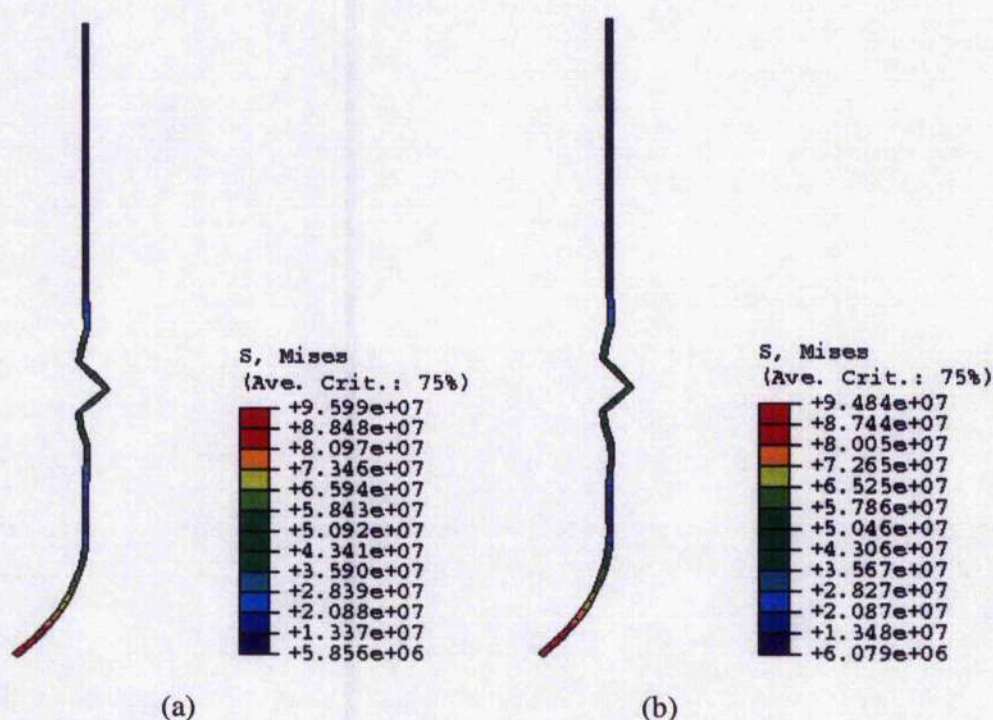 S, Mises
(Ave. Crit.: 75%)
+9.599e+07
+8.848e+07
+8.097e+07
+7.346e+07
+6.594e+07
+5.843e+07
+5.092e+07
+4.341e+07
+3.590e+07
+2.839e+07
+2.088e+07
+1.337e+07
+5.856e+06
(a)
S, Mises
(Ave. Crit.: 75%)
+9.484e+07
+8.744e+07
+8.005e+07
+7.265e+07
+6.525e+07
+5.786e+07
+5.046e+07
+4.306e+07
+3.567e+07
+2.827e+07
+2.087e+07
+1.348e+07
+6.079e+06
(b)